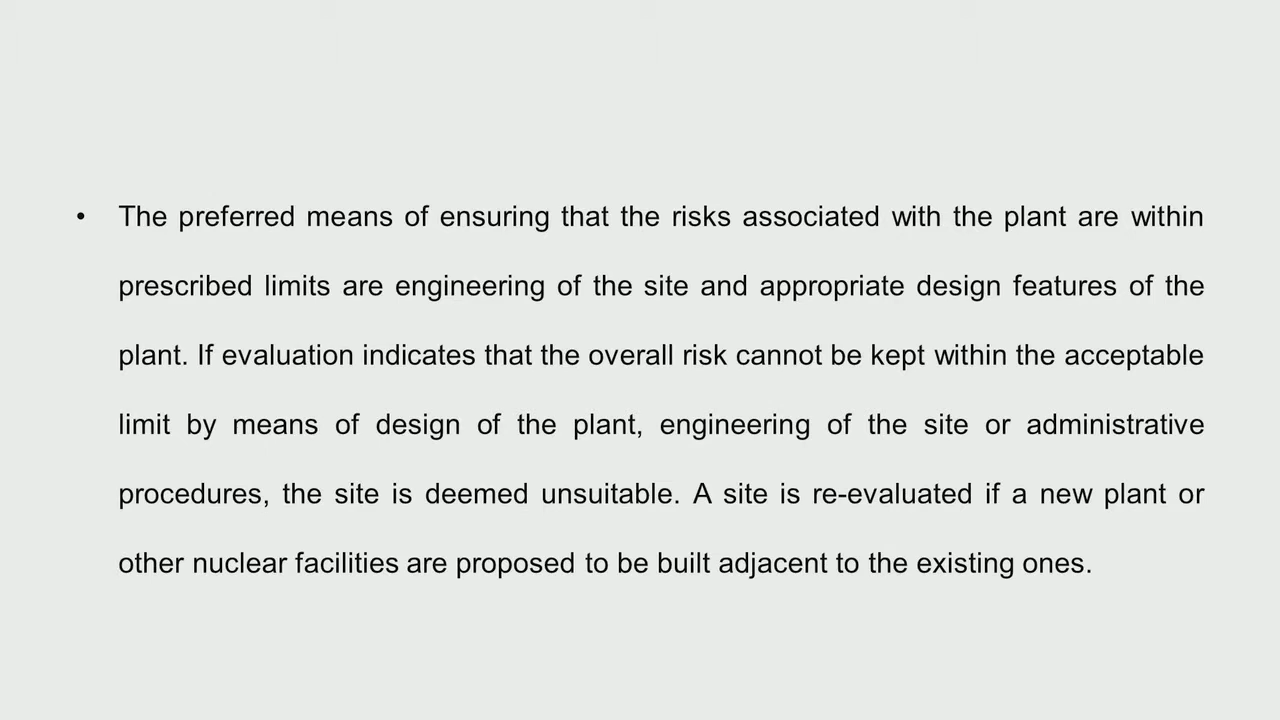 • The preferred means of ensuring that the risks associated with the plant are within
prescribed limits are engineering of the site and appropriate design features of the
plant. If evaluation indicates that the overall risk cannot be kept within the acceptable
limit by means of design of the plant, engineering of the site or administrative
procedures, the site is deemed unsuitable. A site is re-evaluated if a new plant or
other nuclear facilities are proposed to be built adjacent to the existing ones.